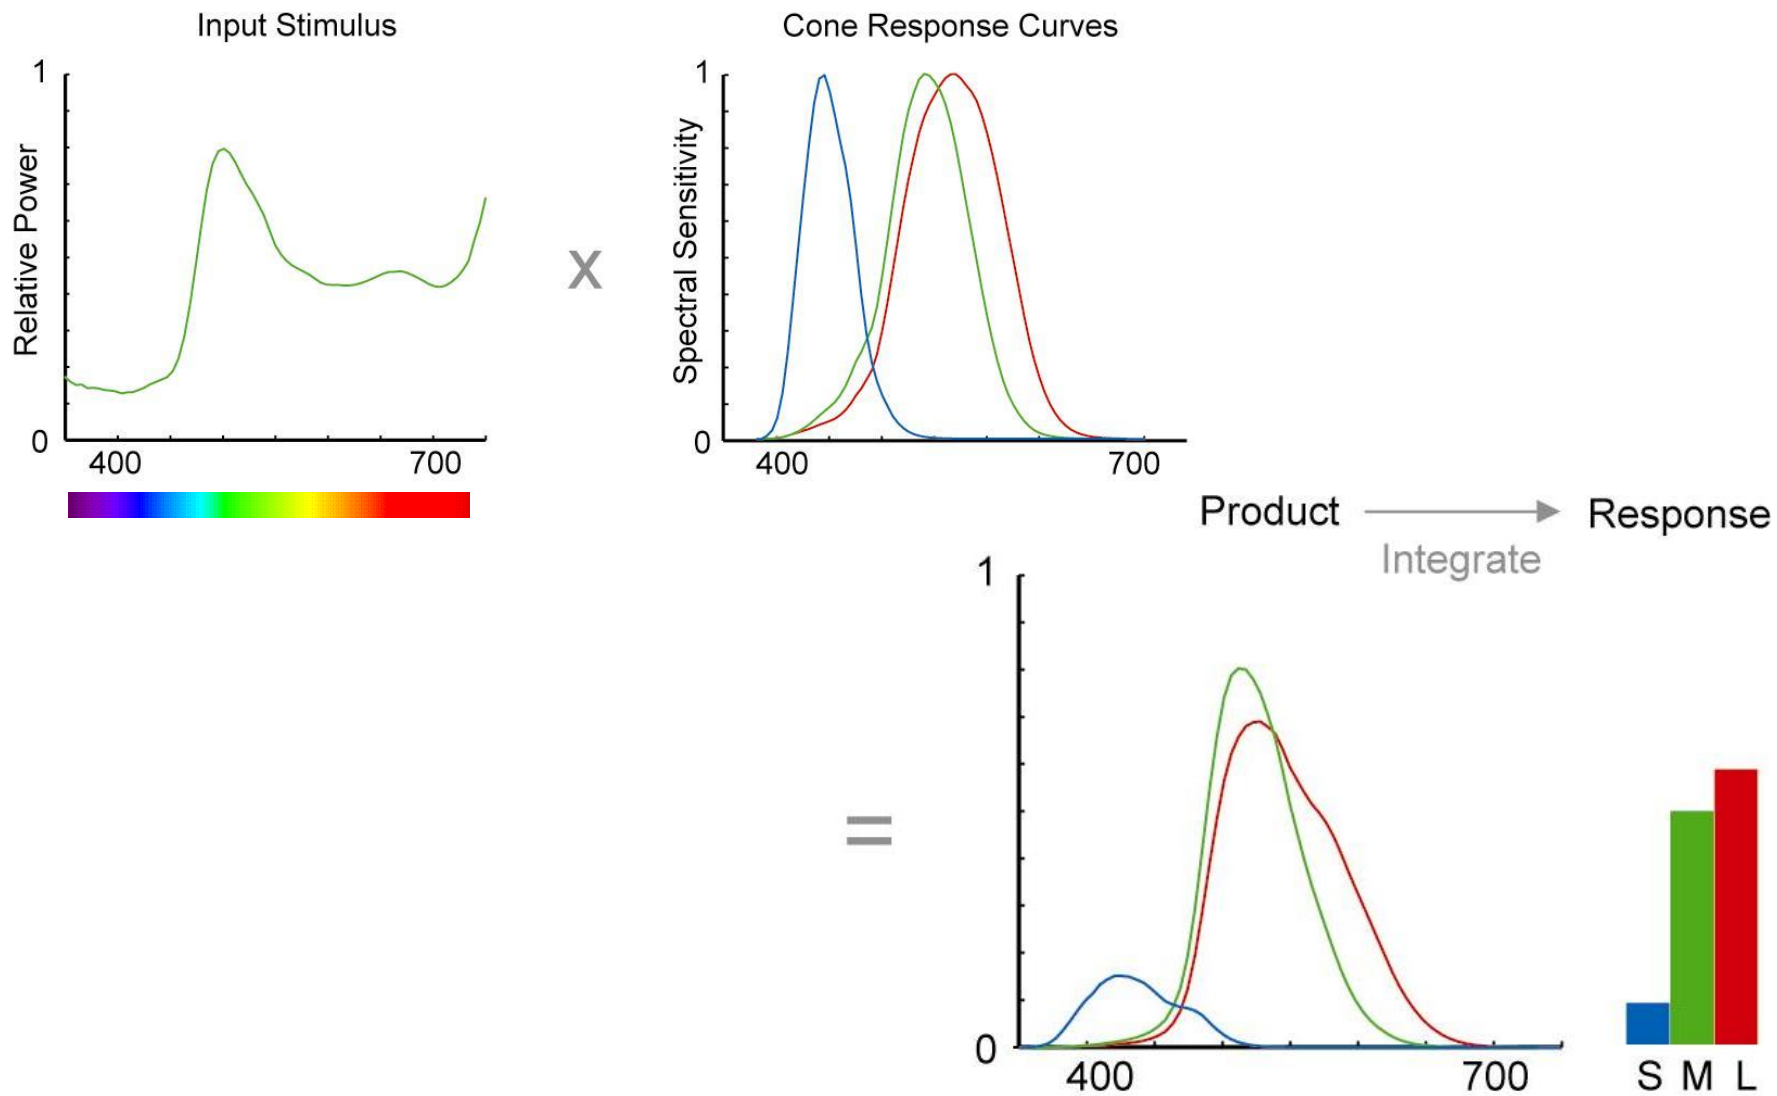 Input Stimulus
Cone Response Curves
1
Relative Power
0
400 700
X
1
Spectral Sensitivity
0
400 700
Product Response
Integrate
=
1
0
400 700
S M L